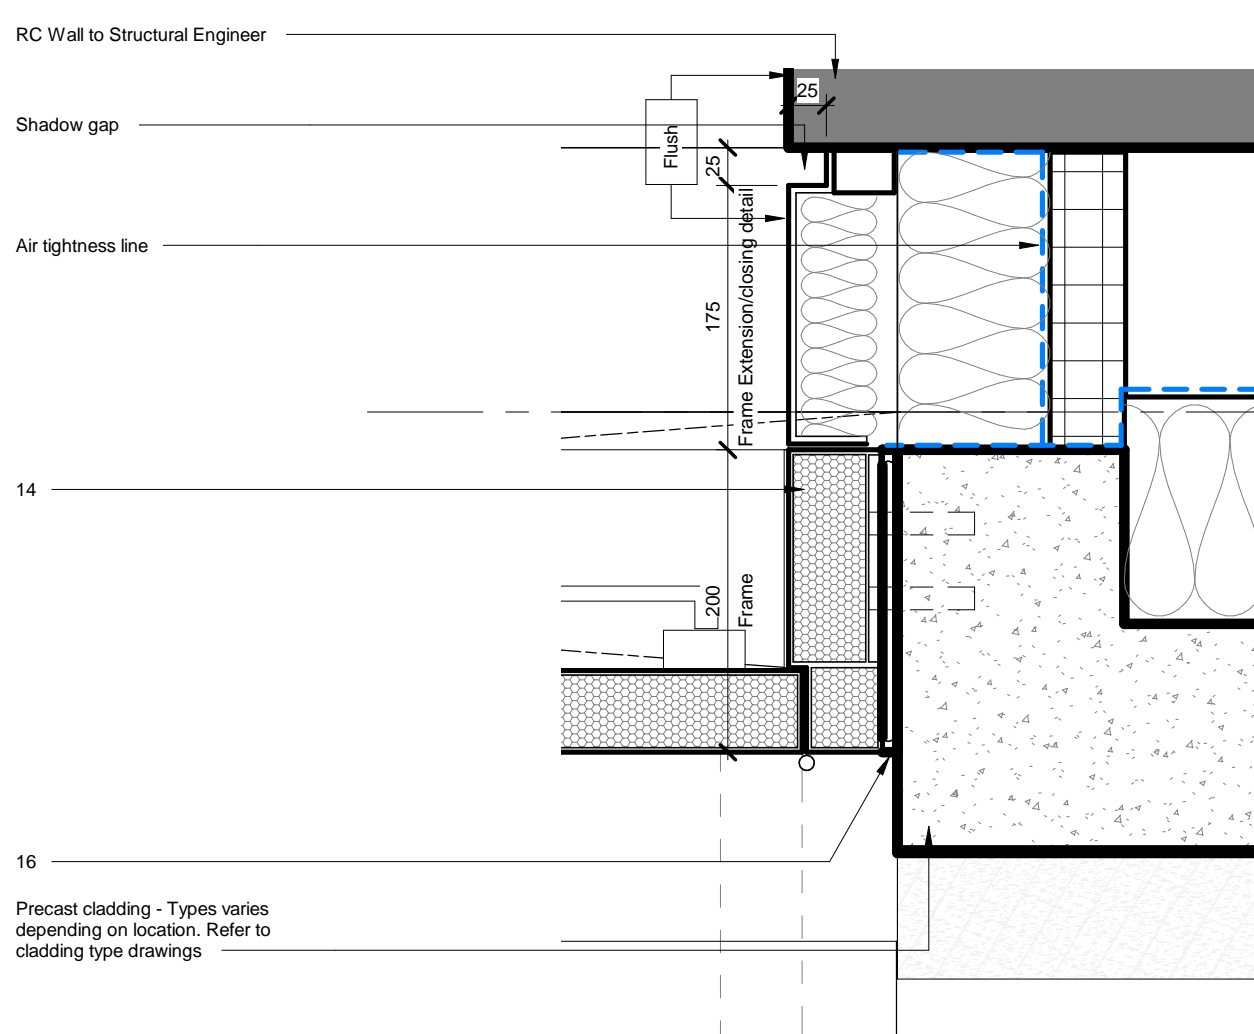 RC Wall to Structural Engineer
25
Shadow gap
Flush
25
Air tightness line
175
Frame Extension/closing detail
14
200
Frame
16
Precast cladding - Types varies
depending on location. Refer to
cladding type drawings